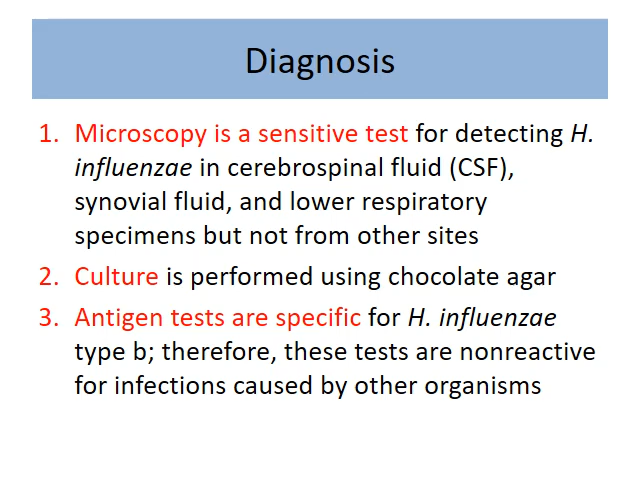 Diagnosis
1. Microscopy is a sensitive test for detecting H.
influenzae in cerebrospinal fluid (CSF),
synovial fluid, and lower respiratory
specimens but not from other sites
2. Culture is performed using chocolate agar
3. Antigen tests are specific for H. influenzae
type b; therefore, these tests are nonreactive
for infections caused by other organisms